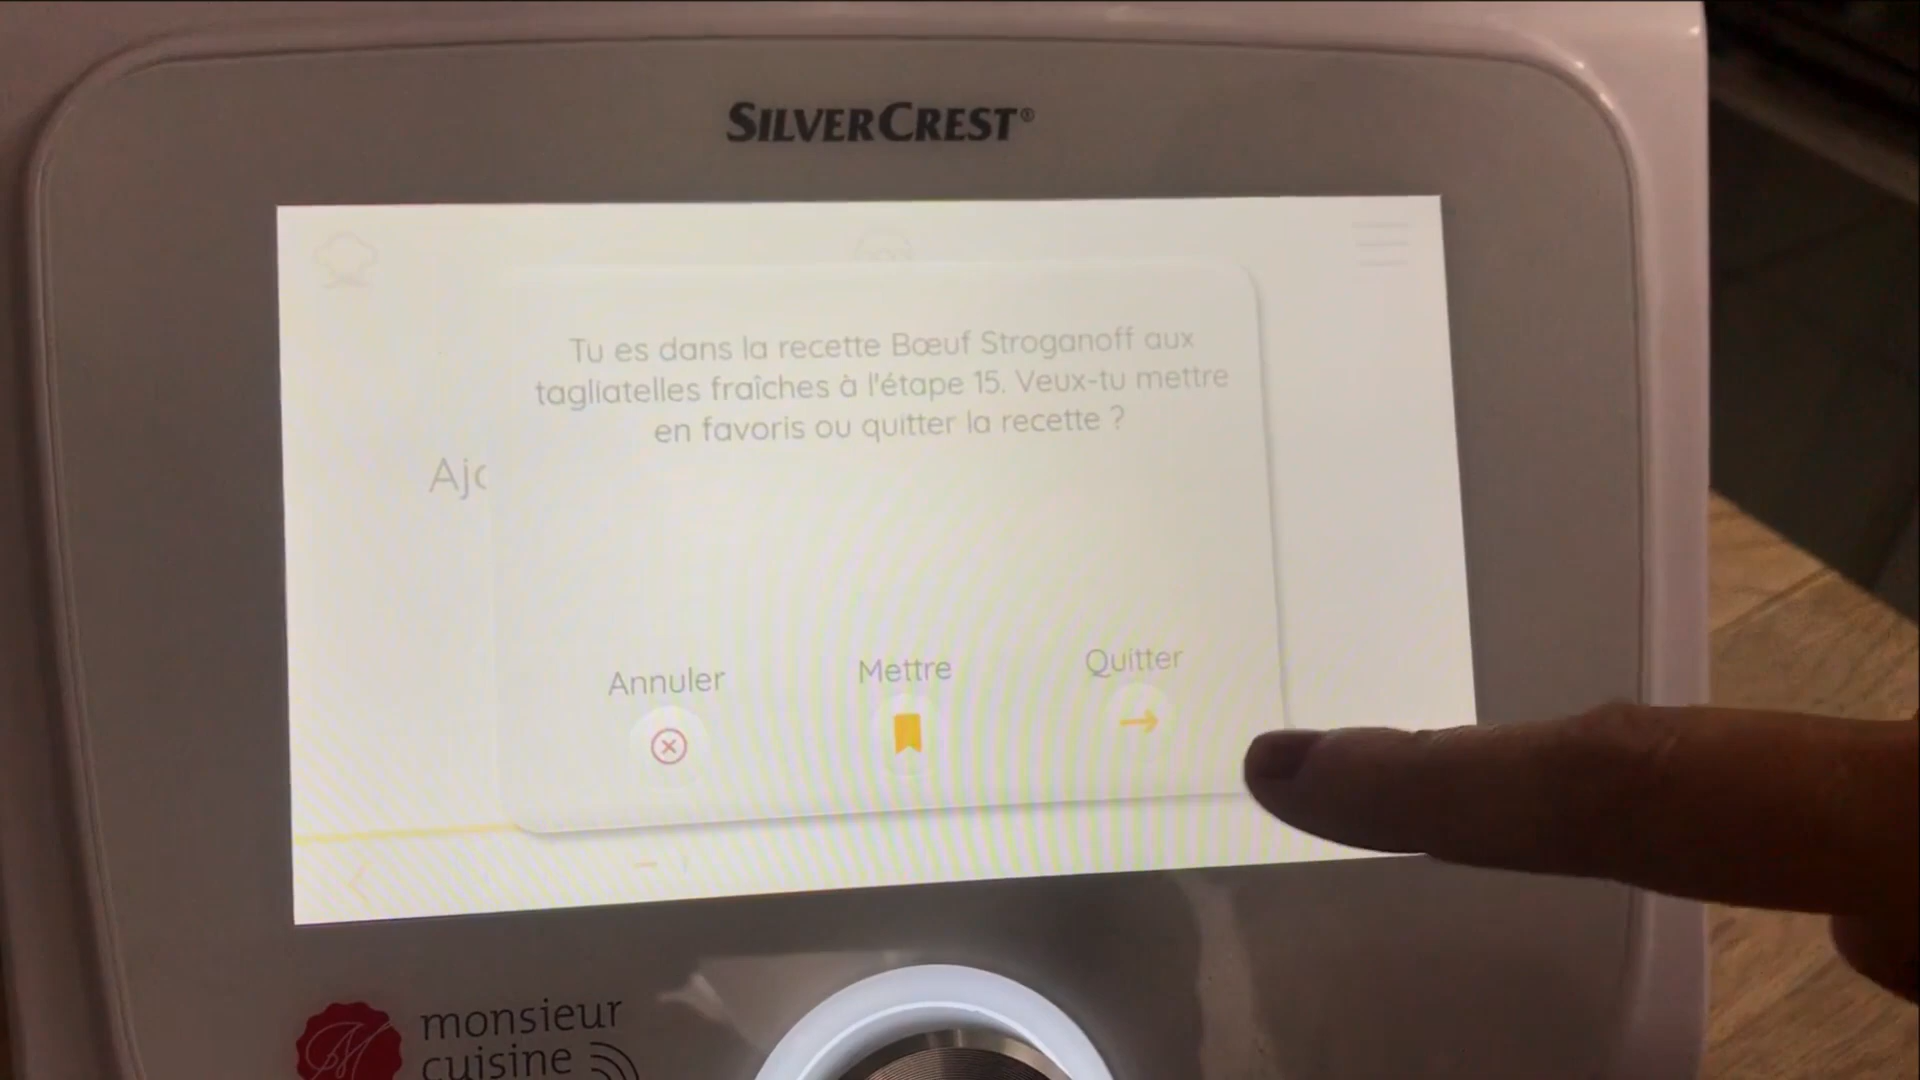 SILVERCREST®
Tu es dans la recette Bœuf Stroganoff aux
tagliatelles fraîches à l'étape 15. Veux-tu mettre
en favoris ou quitter la recette ?
Ajo
Annuler
Mettre
Quitter
monsieur
cuisine